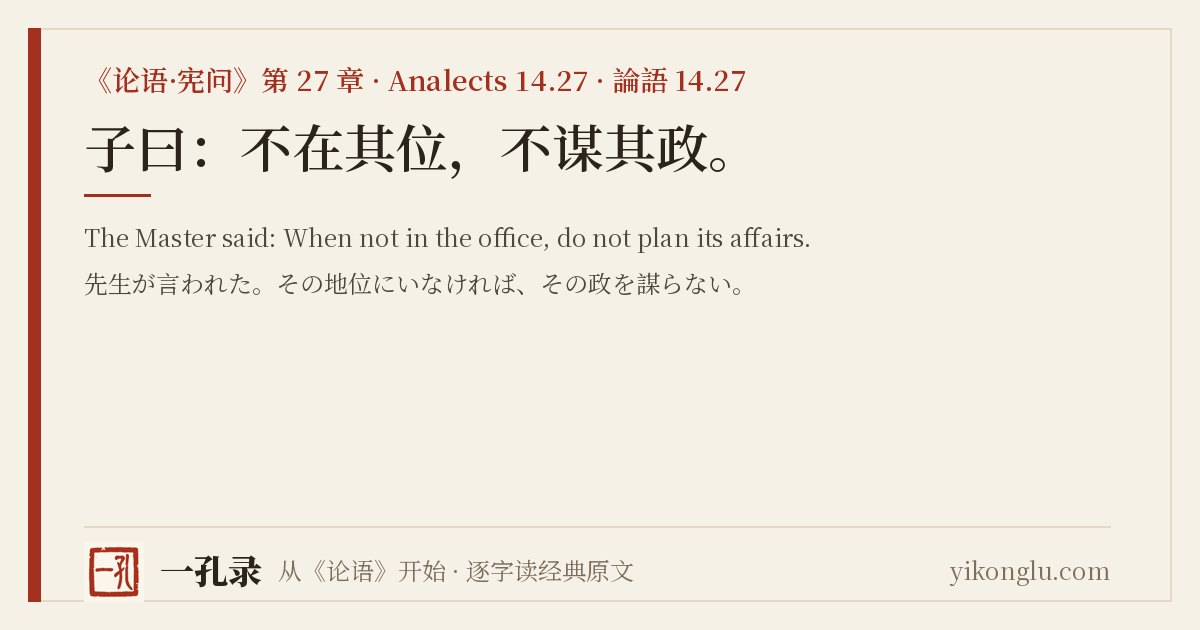 《论语·宪问》第 27 章 · Analects 14.27 · 論語 14.27
子曰：不在其位，不谋其政。
The Master said: When not in the office, do not plan its affairs.
先生が言われた。その地位にいなければ、その政を謀らない。
一孔
一孔录 从《论语》开始 · 逐字读经典原文
yikonglu.com